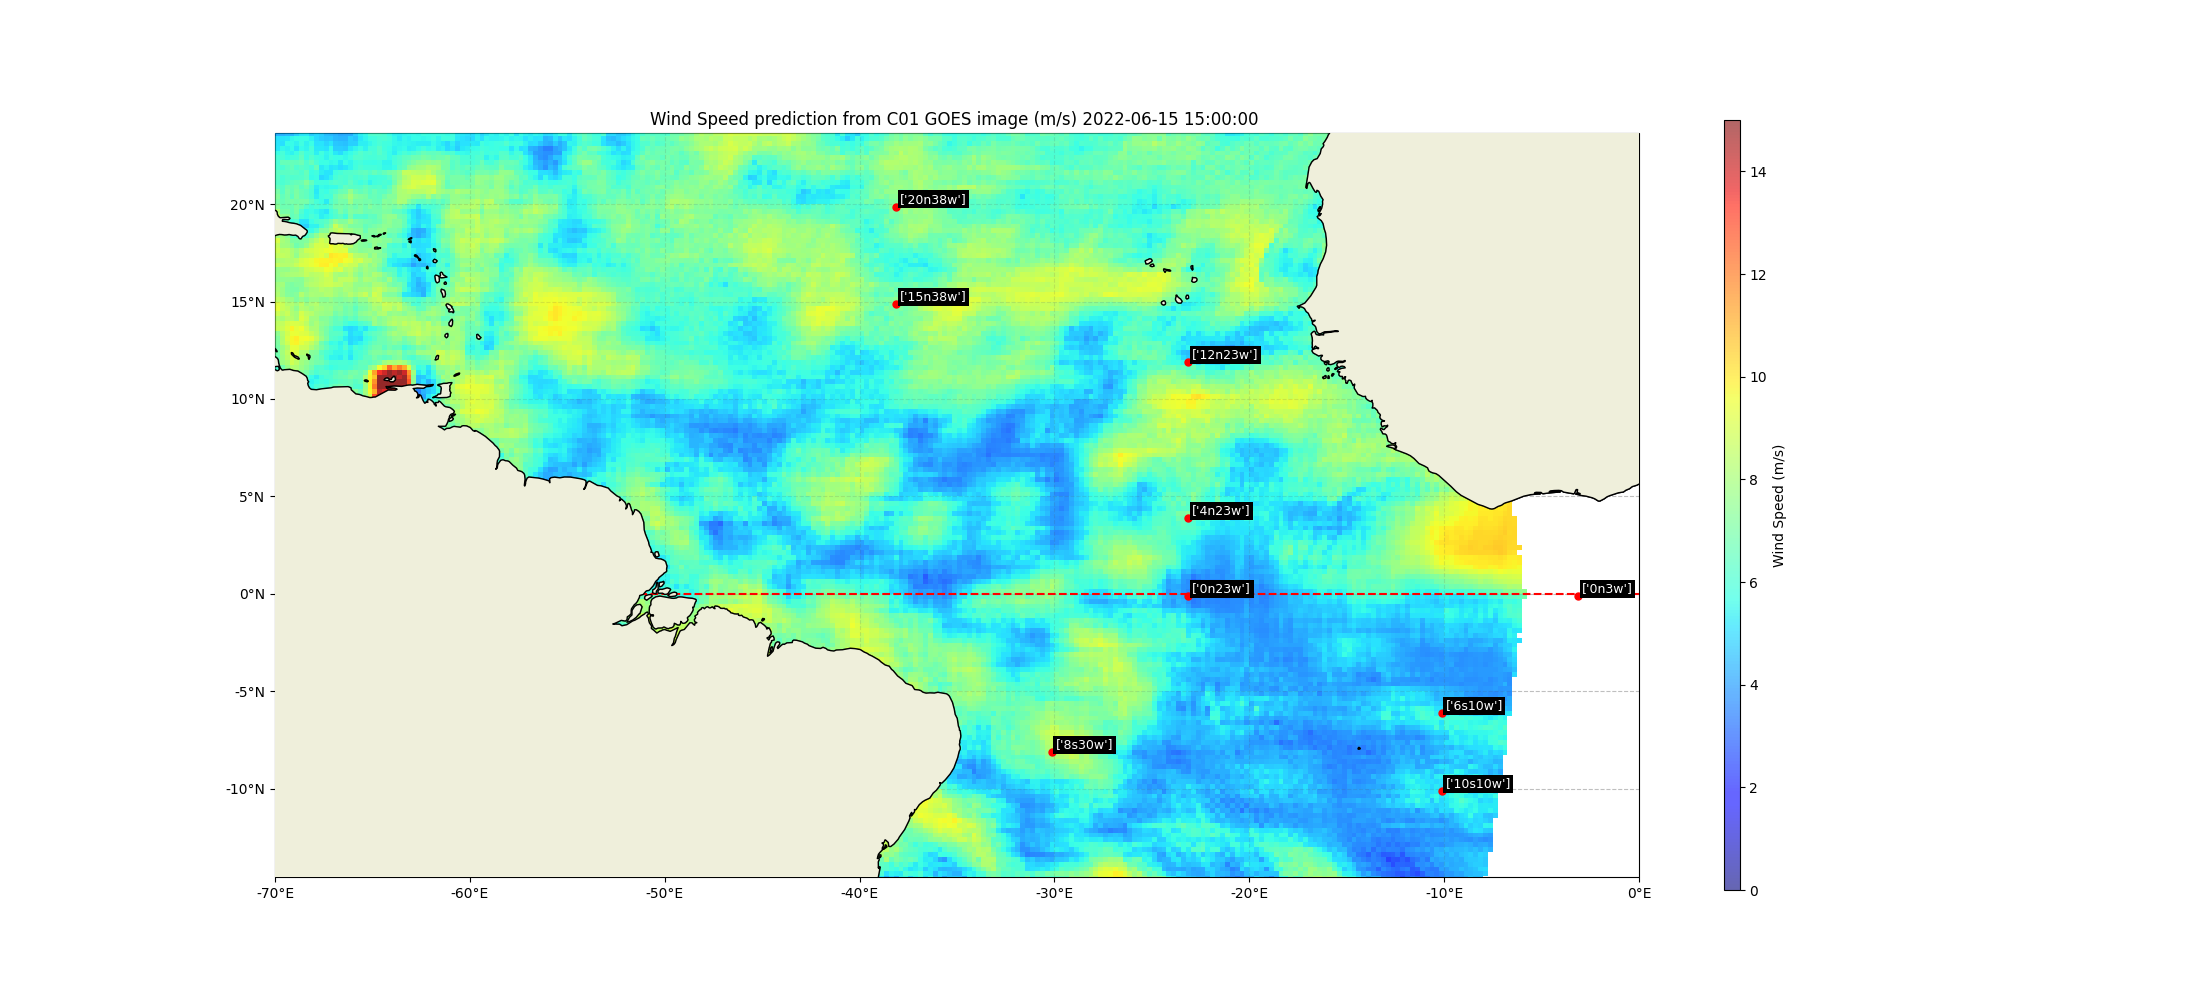 Wind Speed prediction from C01 GOES image (m/s) 2022-06-15 15:00:00
20°N
15°N
10°N
5°N
0°N
-5°N
-10°N
-70°E
-60°E
-50°E
-40°E
-30°E
-20°E
-10°E
0°E
['20n38w']
['15n38w']
['12n23w']
['4n23w']
['0n23w']
['0n3w']
['6s10w']
['8s30w']
['10s10w']
14
12
10
8
6
4
2
0
Wind Speed (m/s)